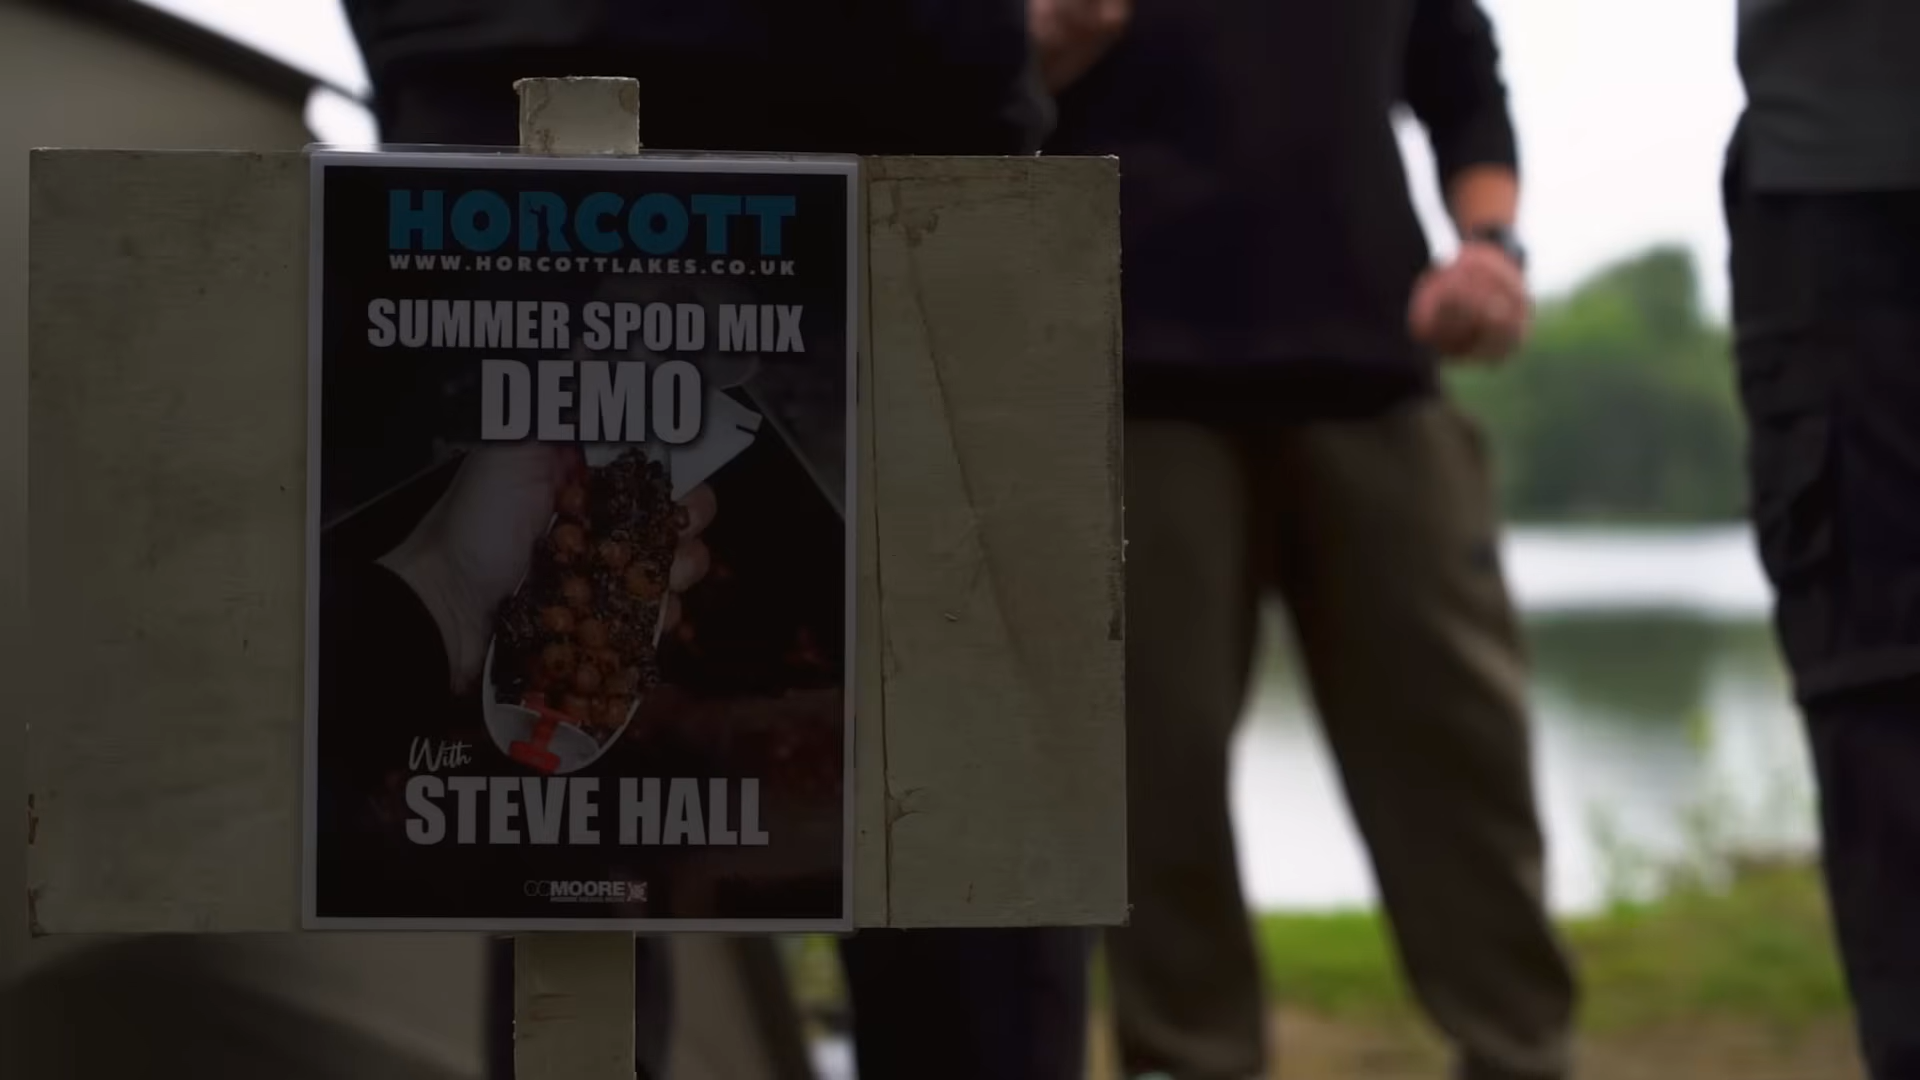 HORCOTT
WWW.HORCOTTLAKES.CO.UK
SUMMER SPOD MIX
DEMO
With
STEVE HALL
CCMOORE